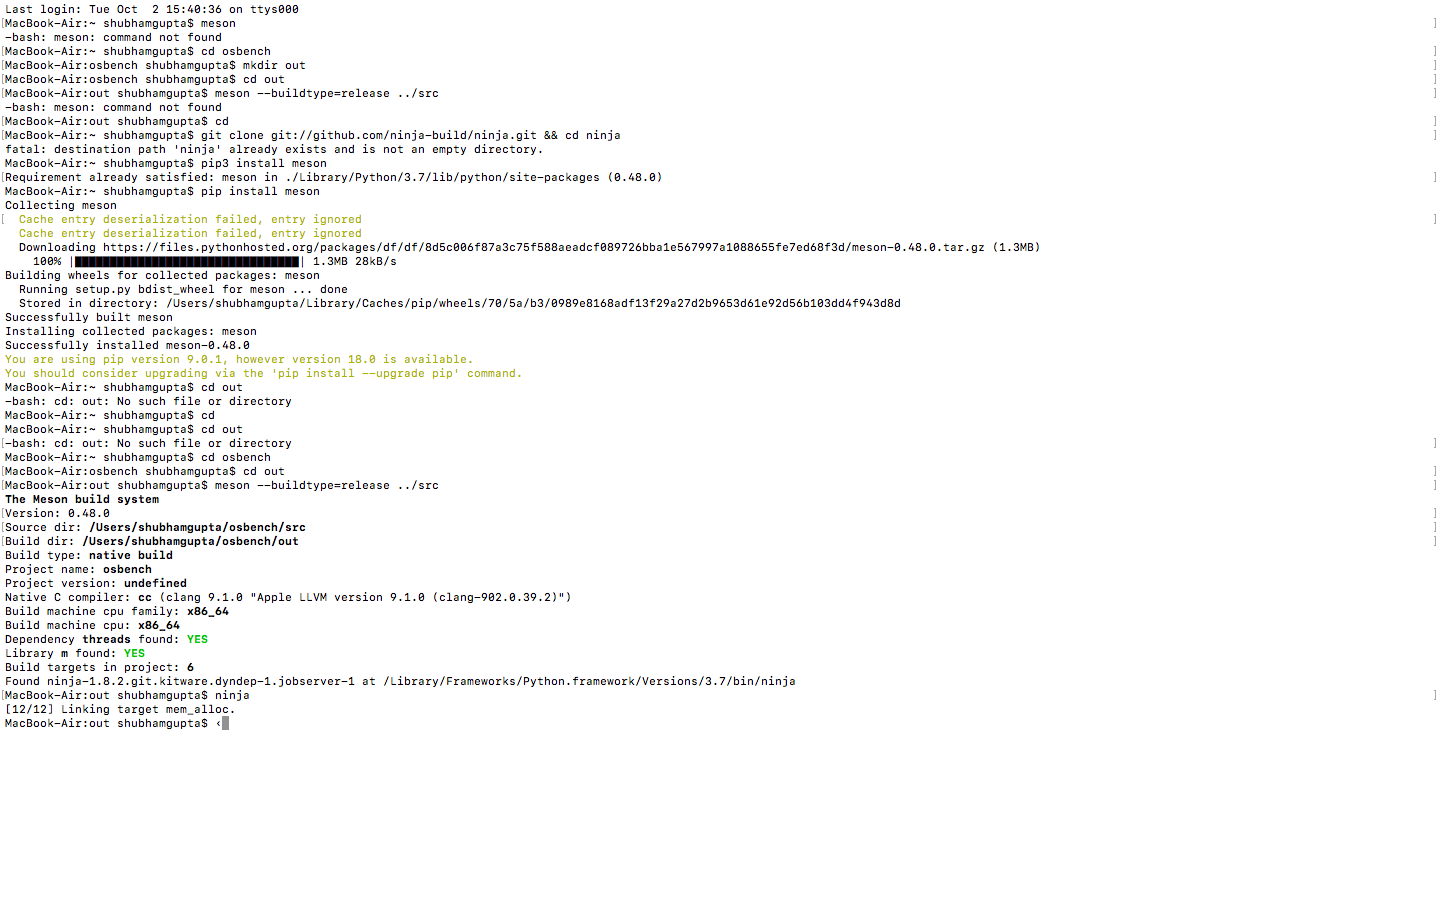 Last login: Tue Oct  2 15:40:36 on ttys000
[MacBook-Air:~ shubhamgupta$ meson ]
-bash: meson: command not found
[MacBook-Air:~ shubhamgupta$ cd osbench ]
[MacBook-Air:osbench shubhamgupta$ mkdir out ]
[MacBook-Air:osbench shubhamgupta$ cd out ]
[MacBook-Air:out shubhamgupta$ meson --buildtype=release ../src ]
-bash: meson: command not found
[MacBook-Air:out shubhamgupta$ cd ]
[MacBook-Air:~ shubhamgupta$ git clone git://github.com/ninja-build/ninja.git && cd ninja ]
fatal: destination path 'ninja' already exists and is not an empty directory.
MacBook-Air:~ shubhamgupta$ pip3 install meson
[Requirement already satisfied: meson in ./Library/Python/3.7/lib/python/site-packages (0.48.0) ]
MacBook-Air:~ shubhamgupta$ pip install meson
Collecting meson
[  Cache entry deserialization failed, entry ignored ]
  Cache entry deserialization failed, entry ignored
  Downloading https://files.pythonhosted.org/packages/df/df/8d5c006f87a3c75f588aeadcf089726bba1e567997a1088655fe7ed68f3d/meson-0.48.0.tar.gz (1.3MB)
    100% |████████████████████████████████| 1.3MB 28kB/s
Building wheels for collected packages: meson
  Running setup.py bdist_wheel for meson ... done
  Stored in directory: /Users/shubhamgupta/Library/Caches/pip/wheels/70/5a/b3/0989e8168adf13f29a27d2b9653d61e92d56b103dd4f943d8d
Successfully built meson
Installing collected packages: meson
Successfully installed meson-0.48.0
You are using pip version 9.0.1, however version 18.0 is available.
You should consider upgrading via the 'pip install --upgrade pip' command.
MacBook-Air:~ shubhamgupta$ cd out
-bash: cd: out: No such file or directory
MacBook-Air:~ shubhamgupta$ cd
MacBook-Air:~ shubhamgupta$ cd out
[-bash: cd: out: No such file or directory ]
MacBook-Air:~ shubhamgupta$ cd osbench
[MacBook-Air:osbench shubhamgupta$ cd out ]
[MacBook-Air:out shubhamgupta$ meson --buildtype=release ../src ]
The Meson build system
[Version: 0.48.0 ]
[Source dir: /Users/shubhamgupta/osbench/src ]
[Build dir: /Users/shubhamgupta/osbench/out ]
Build type: native build
Project name: osbench
Project version: undefined
Native C compiler: cc (clang 9.1.0 "Apple LLVM version 9.1.0 (clang-902.0.39.2)")
Build machine cpu family: x86_64
Build machine cpu: x86_64
Dependency threads found: YES
Library m found: YES
Build targets in project: 6
Found ninja-1.8.2.git.kitware.dyndep-1.jobserver-1 at /Library/Frameworks/Python.framework/Versions/3.7/bin/ninja
[MacBook-Air:out shubhamgupta$ ninja ]
[12/12] Linking target mem_alloc.
MacBook-Air:out shubhamgupta$ ‹